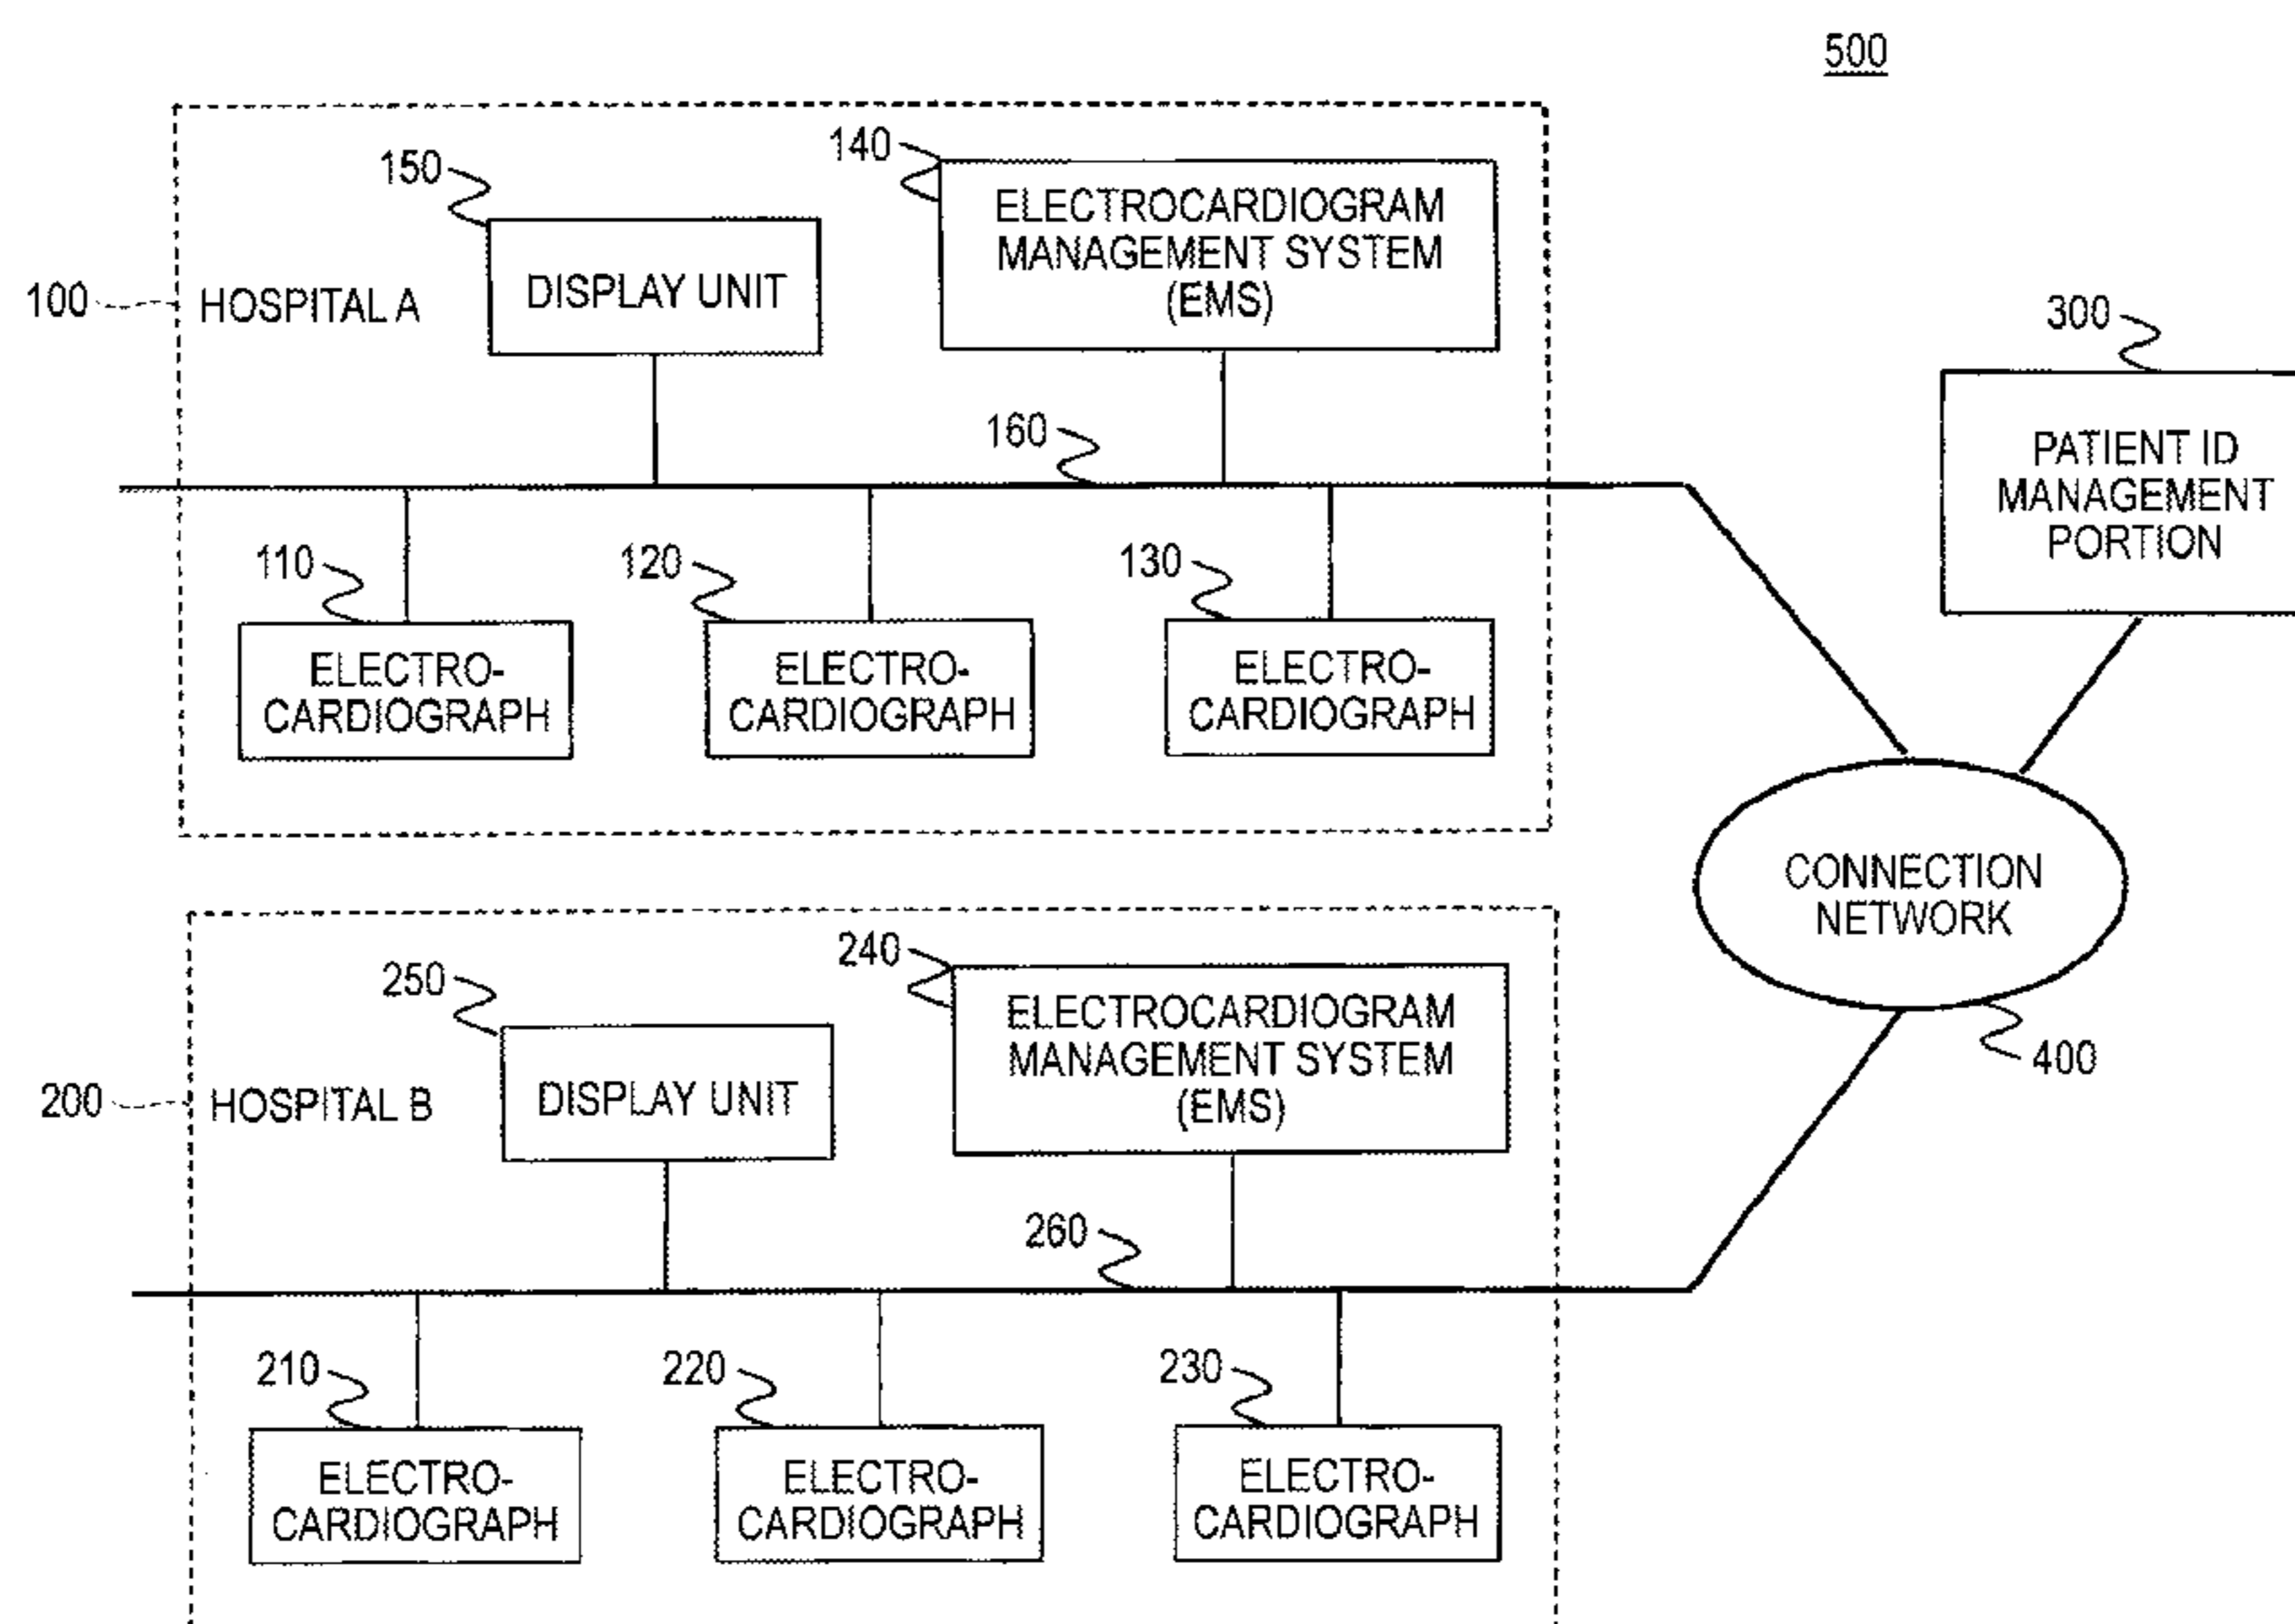 500
150
140
ELECTROCARDIOGRAM
MANAGEMENT SYSTEM
(EMS)
DISPLAY UNIT
100
HOSPITAL A
300
PATIENT ID
MANAGEMENT
PORTION
160
110
120
130
ELECTRO-
CARDIOGRAPH
ELECTRO-
CARDIOGRAPH
ELECTRO-
CARDIOGRAPH
CONNECTION
NETWORK
400
250
240
ELECTROCARDIOGRAM
MANAGEMENT SYSTEM
(EMS)
DISPLAY UNIT
200
HOSPITAL B
260
210
220
230
ELECTRO-
CARDIOGRAPH
ELECTRO-
CARDIOGRAPH
ELECTRO-
CARDIOGRAPH